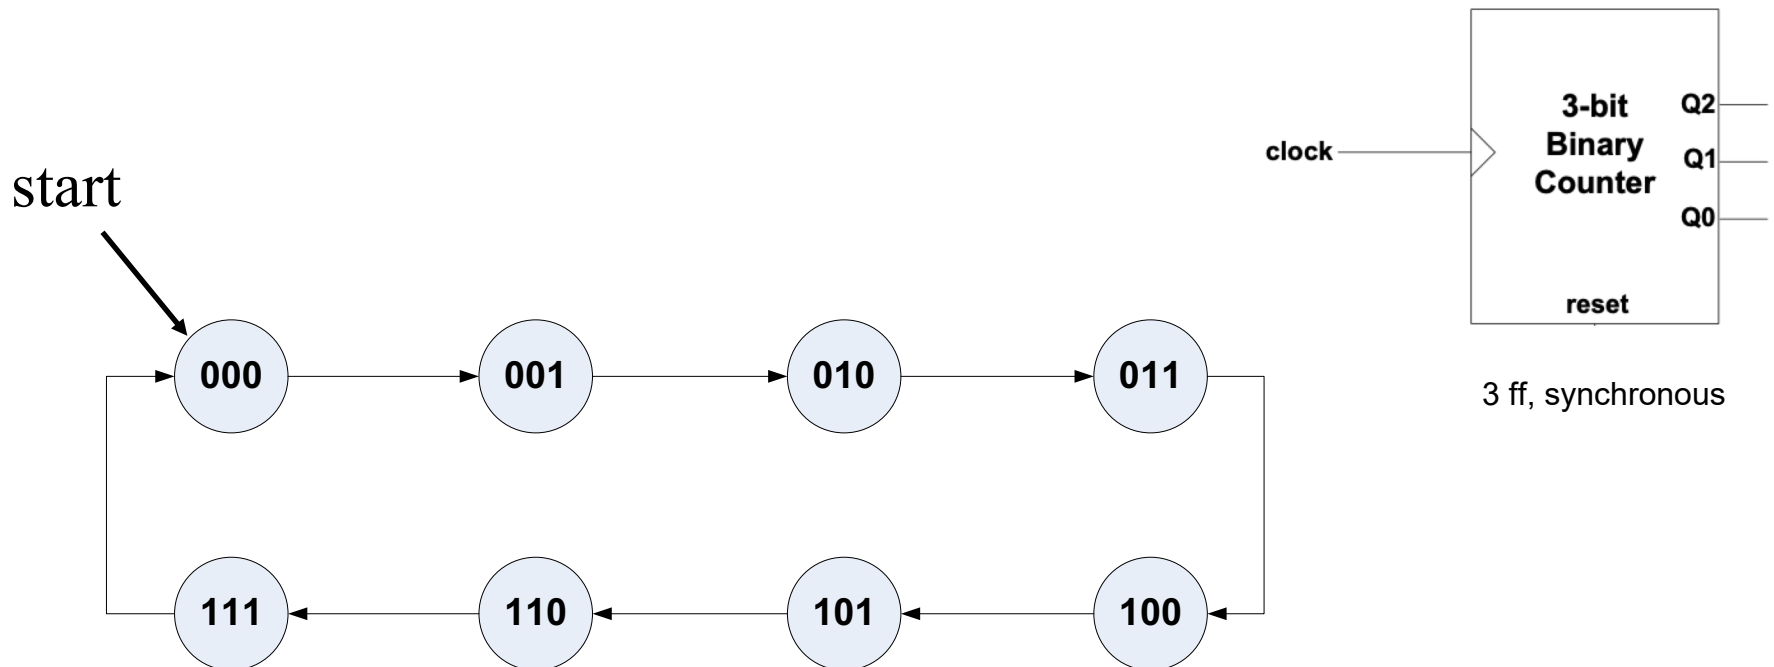 start
000
001
010
011
111
110
101
100
clock
3-bit
Binary
Counter
Q2
Q1
Q0
reset
3 ff, synchronous